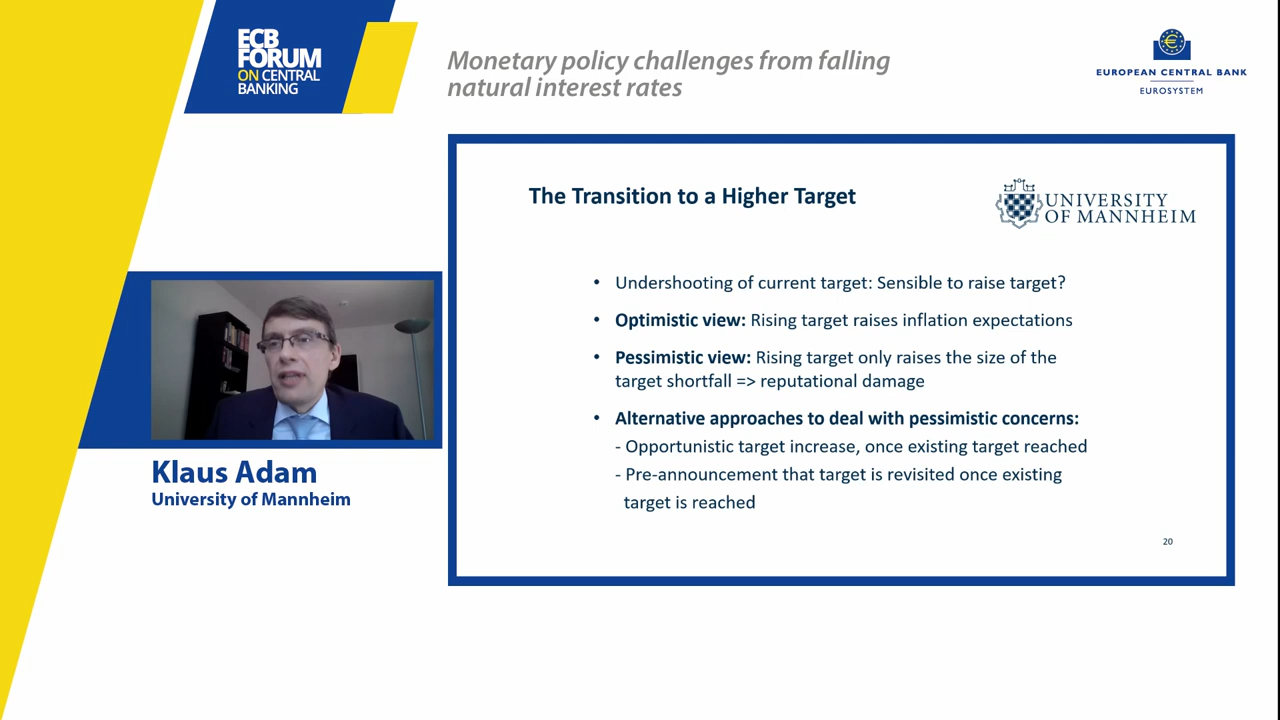 ECB
FORUM
ON CENTRAL
BANKING
Monetary policy challenges from falling
natural interest rates
EUROPEAN CENTRAL BANK
EUROSYSTEM
The Transition to a Higher Target
UNIVERSITY
OF MANNHEIM
• Undershooting of current target: Sensible to raise target?
• Optimistic view: Rising target raises inflation expectations
• Pessimistic view: Rising target only raises the size of the
target shortfall => reputational damage
• Alternative approaches to deal with pessimistic concerns:
- Opportunistic target increase, once existing target reached
- Pre-announcement that target is revisited once existing
target is reached
20
Klaus Adam
University of Mannheim